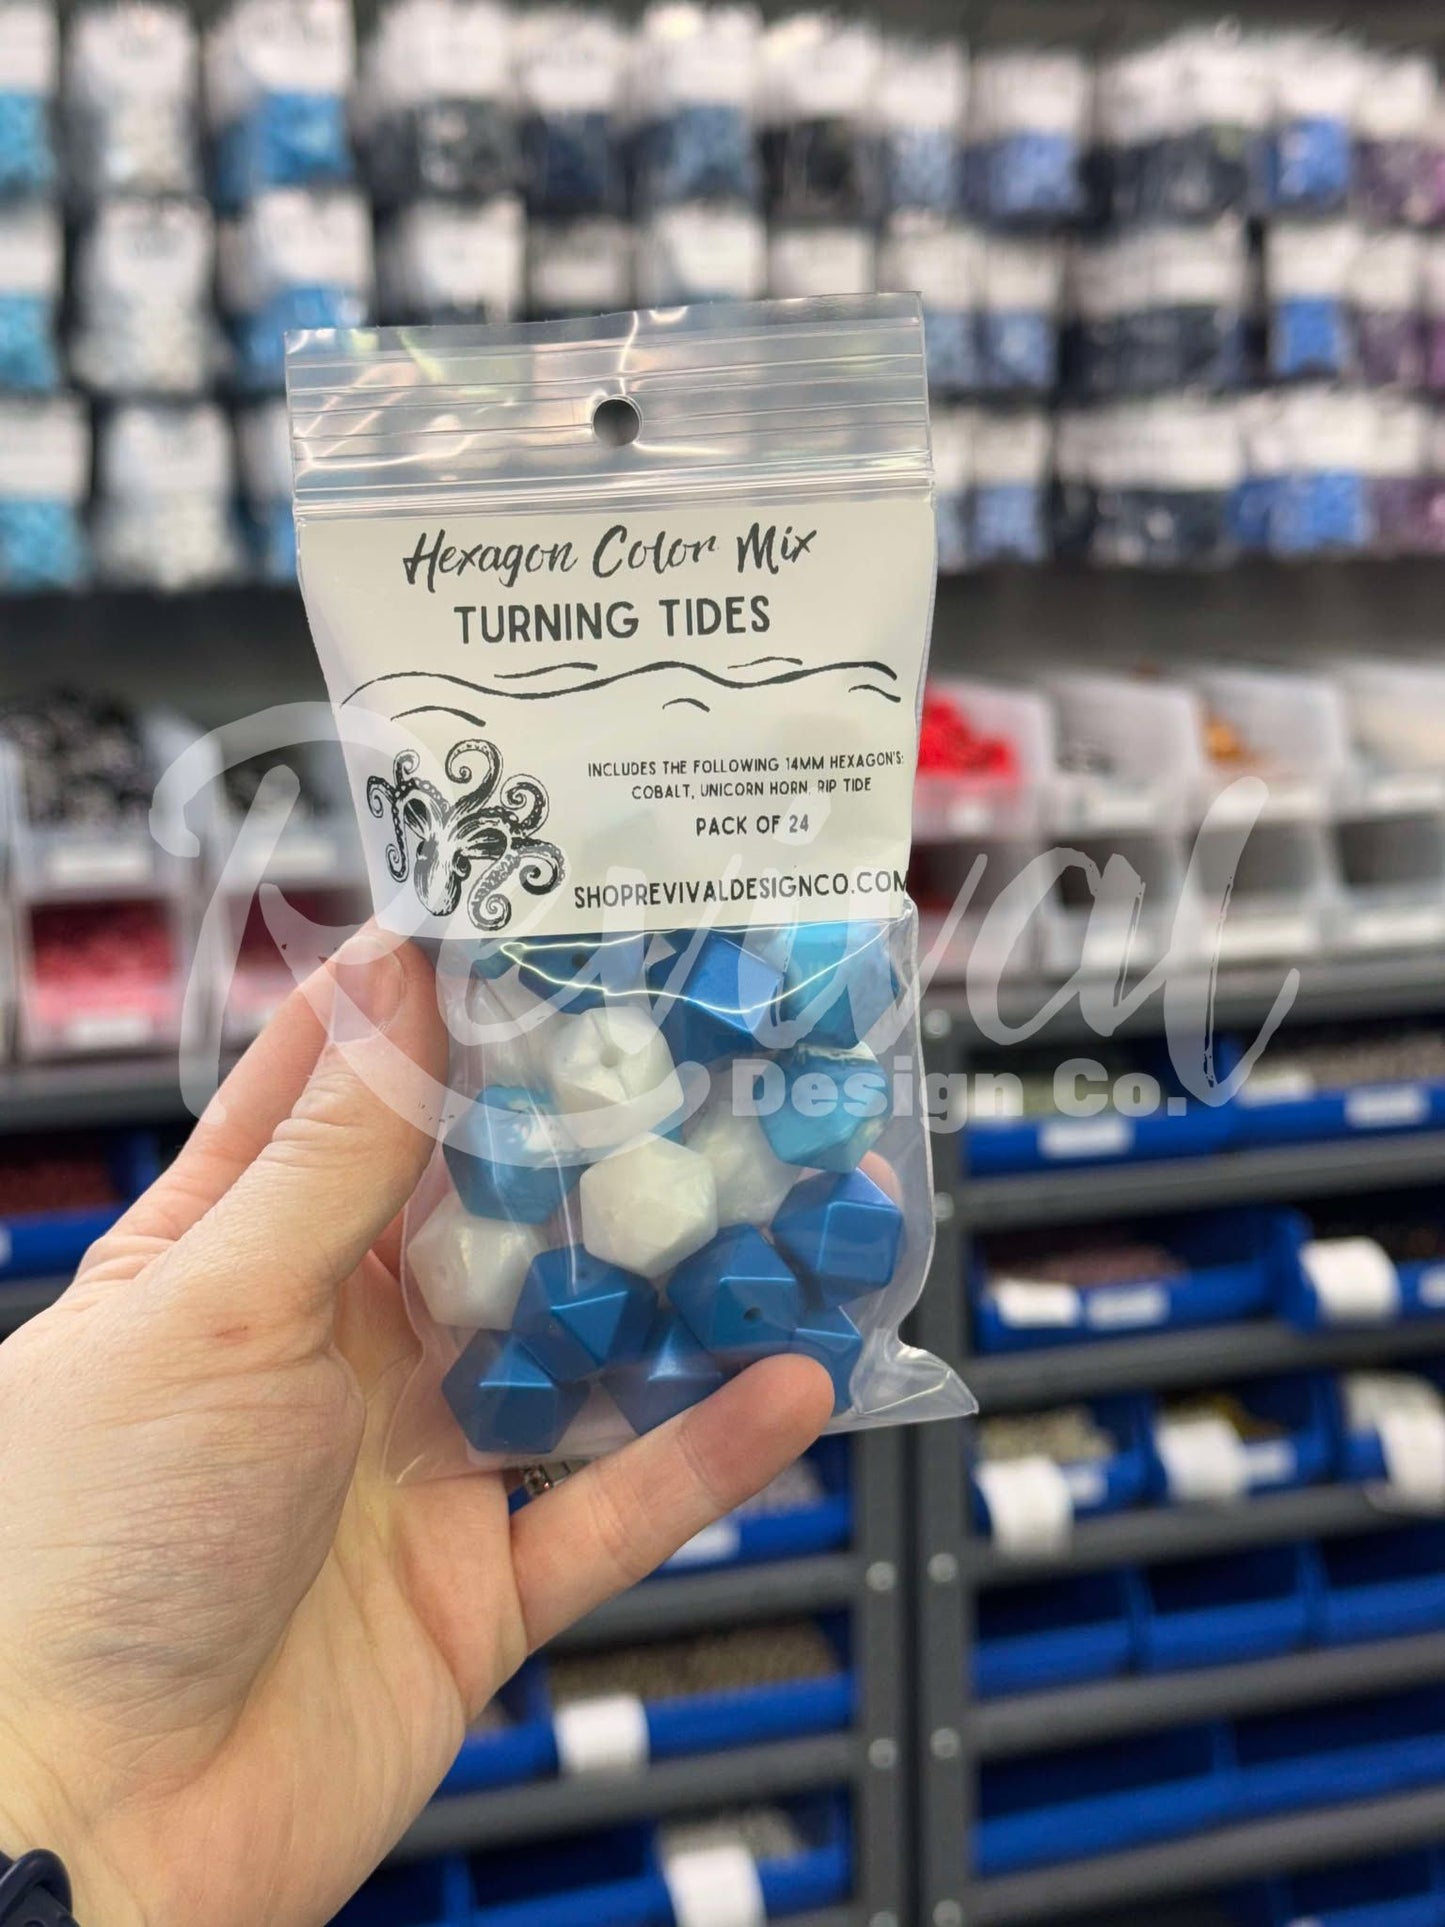 Hexagon Color Mix
TURNING TIDES
INCLUDES THE FOLLOWING 14MM HEXAGON'S:
COBALT, UNICORN HORN, RIP TIDE
PACK OF 24
SHOPREVIVALDESIGNCO.COM
Revival
Design Co.